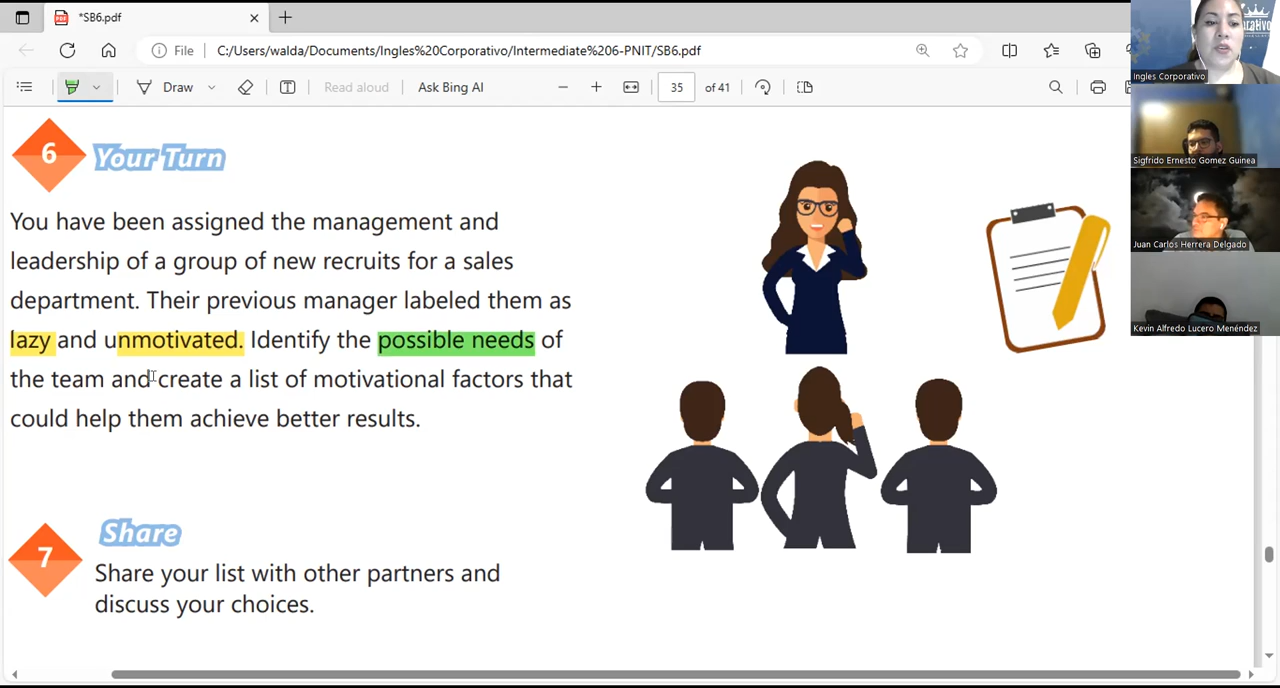 *SB6.pdf
File
C:/Users/walda/Documents/Ingles%20Corporativo/Intermediate%206-PNIT/SB6.pdf
Draw
Read aloud
Ask Bing AI
35
of 41
6
Your Turn
You have been assigned the management and
leadership of a group of new recruits for a sales
department. Their previous manager labeled them as
lazy and unmotivated. Identify the possible needs of
the team and create a list of motivational factors that
could help them achieve better results.
7
Share
Share your list with other partners and
discuss your choices.
Ingles Corporativo
Sigfrido Ernesto Gomez Guinea
Juan Carlos Herrera Delgado
Kevin Alfredo Lucero Menéndez